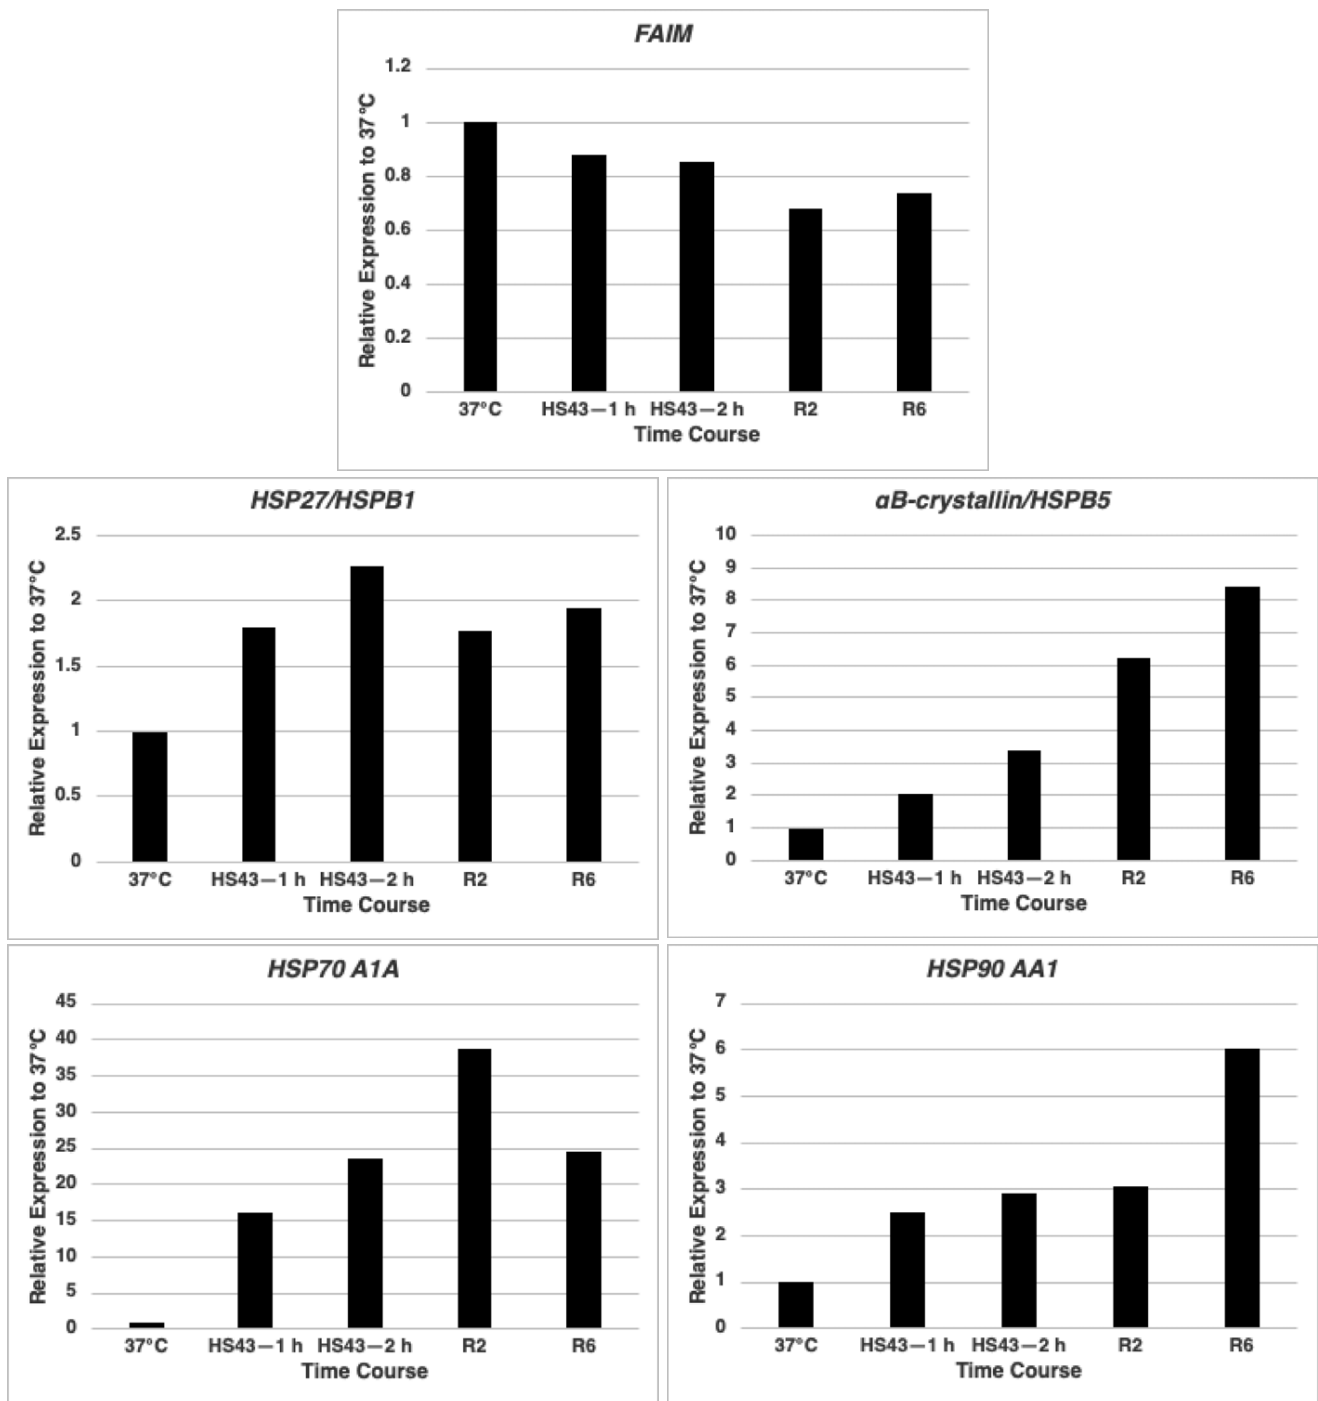 FAIM
Relative Expression to 37°C
1.2
1
0.8
0.6
0.4
0.2
0
37°C HS43—1 h HS43—2 h R2 R6
Time Course
HSP27/HSPB1
Relative Expression to 37°C
2.5
2
1.5
1
0.5
0
37°C HS43—1 h HS43—2 h R2 R6
Time Course
αB-crystallin/HSPB5
Relative Expression to 37°C
10
9
8
7
6
5
4
3
2
1
0
37°C HS43—1 h HS43—2 h R2 R6
Time Course
HSP70 A1A
Relative Expression to 37°C
45
40
35
30
25
20
15
10
5
0
37°C HS43—1 h HS43—2 h R2 R6
Time Course
HSP90 AA1
Relative Expression to 37°C
7
6
5
4
3
2
1
0
37°C HS43—1 h HS43—2 h R2 R6
Time Course